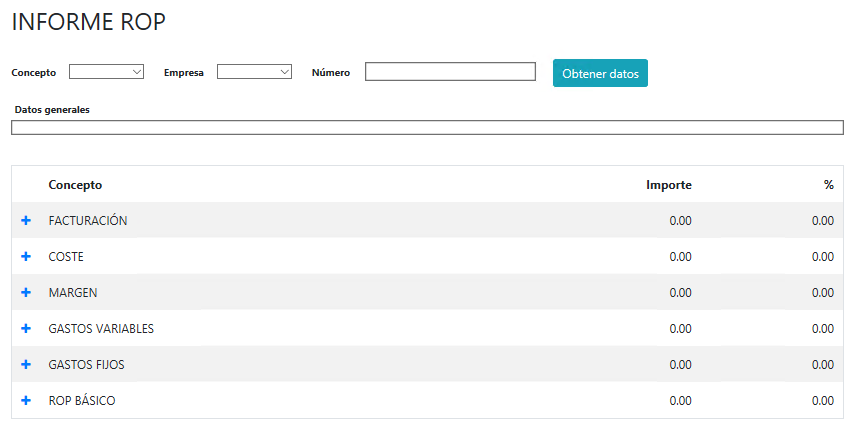 INFORME ROP
Concepto Empresa Número Obtener datos
Datos generales
Concepto Importe %
FACTURACIÓN 0.00 0.00
COSTE 0.00 0.00
MARGEN 0.00 0.00
GASTOS VARIABLES 0.00 0.00
GASTOS FIJOS 0.00 0.00
ROP BÁSICO 0.00 0.00